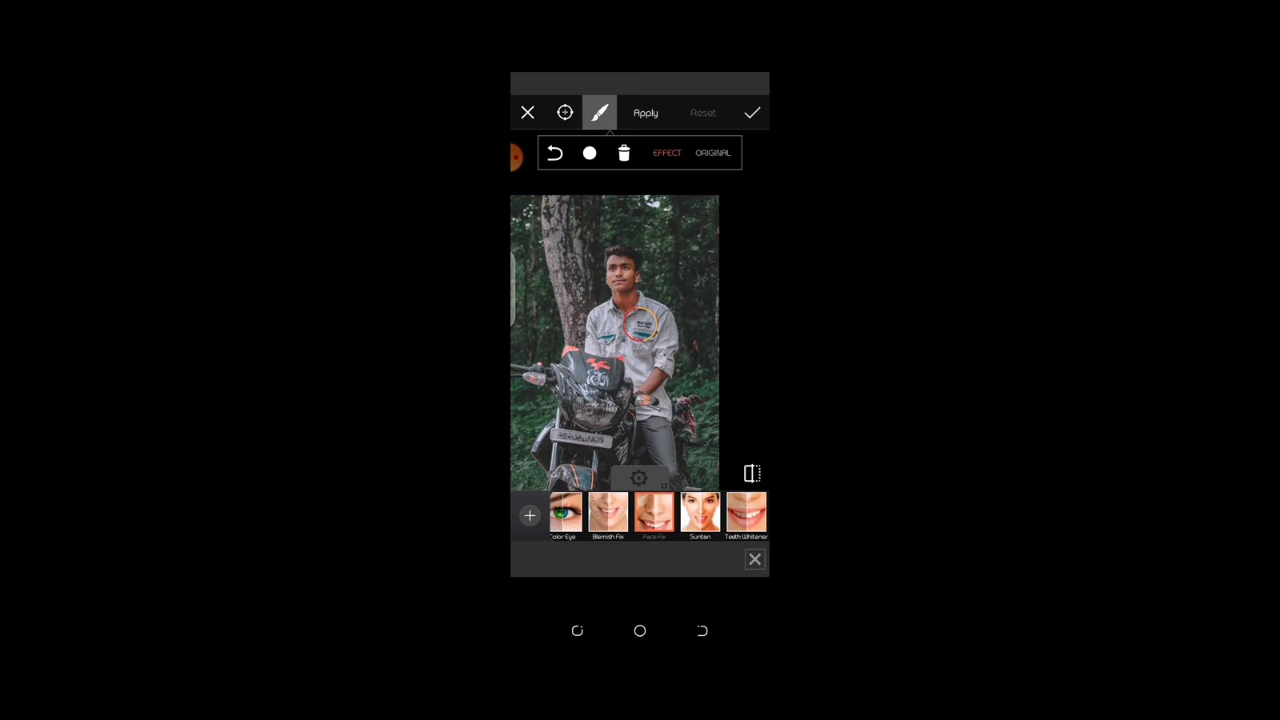 Apply Reset
EFFECT ORIGINAL
Color Eye Blemish Fix Face Fix Suntan Teeth Whitener